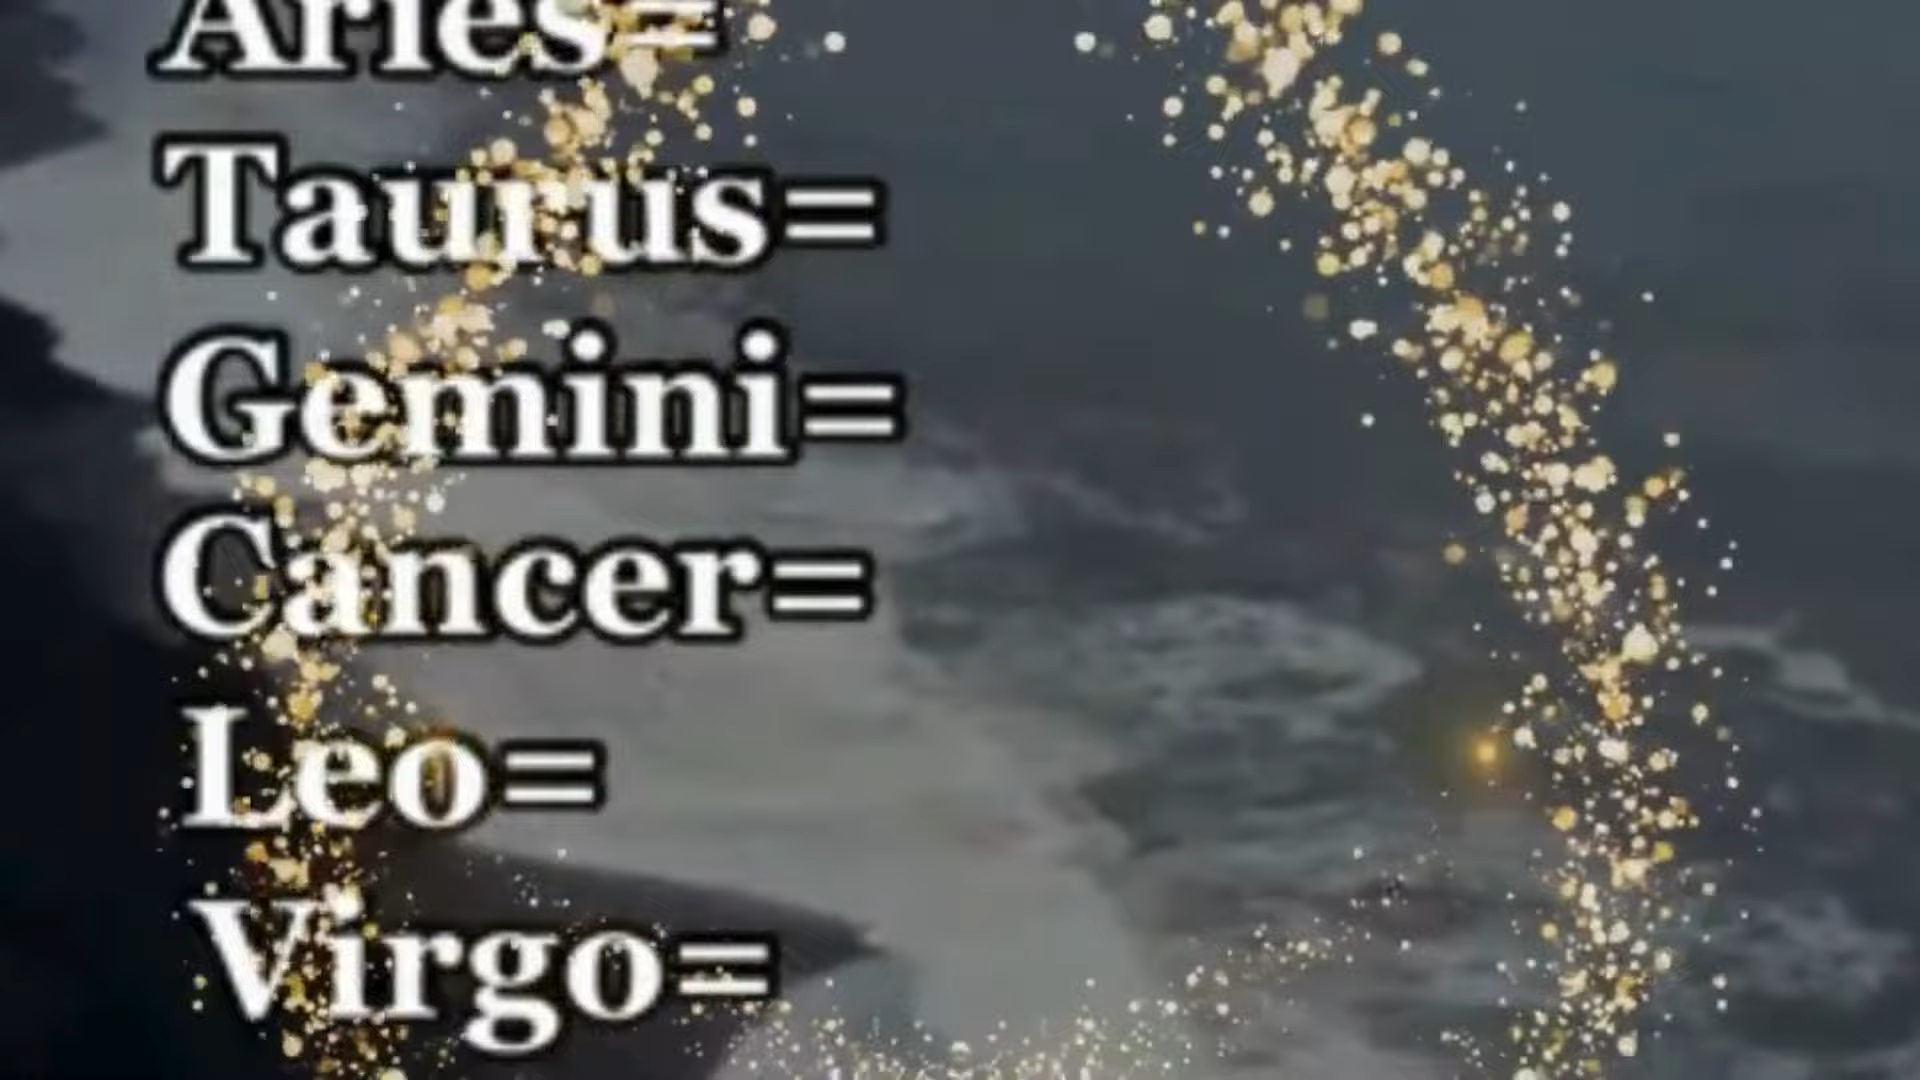 Aries=
Taurus=
Gemini=
Cancer=
Leo=
Virgo=